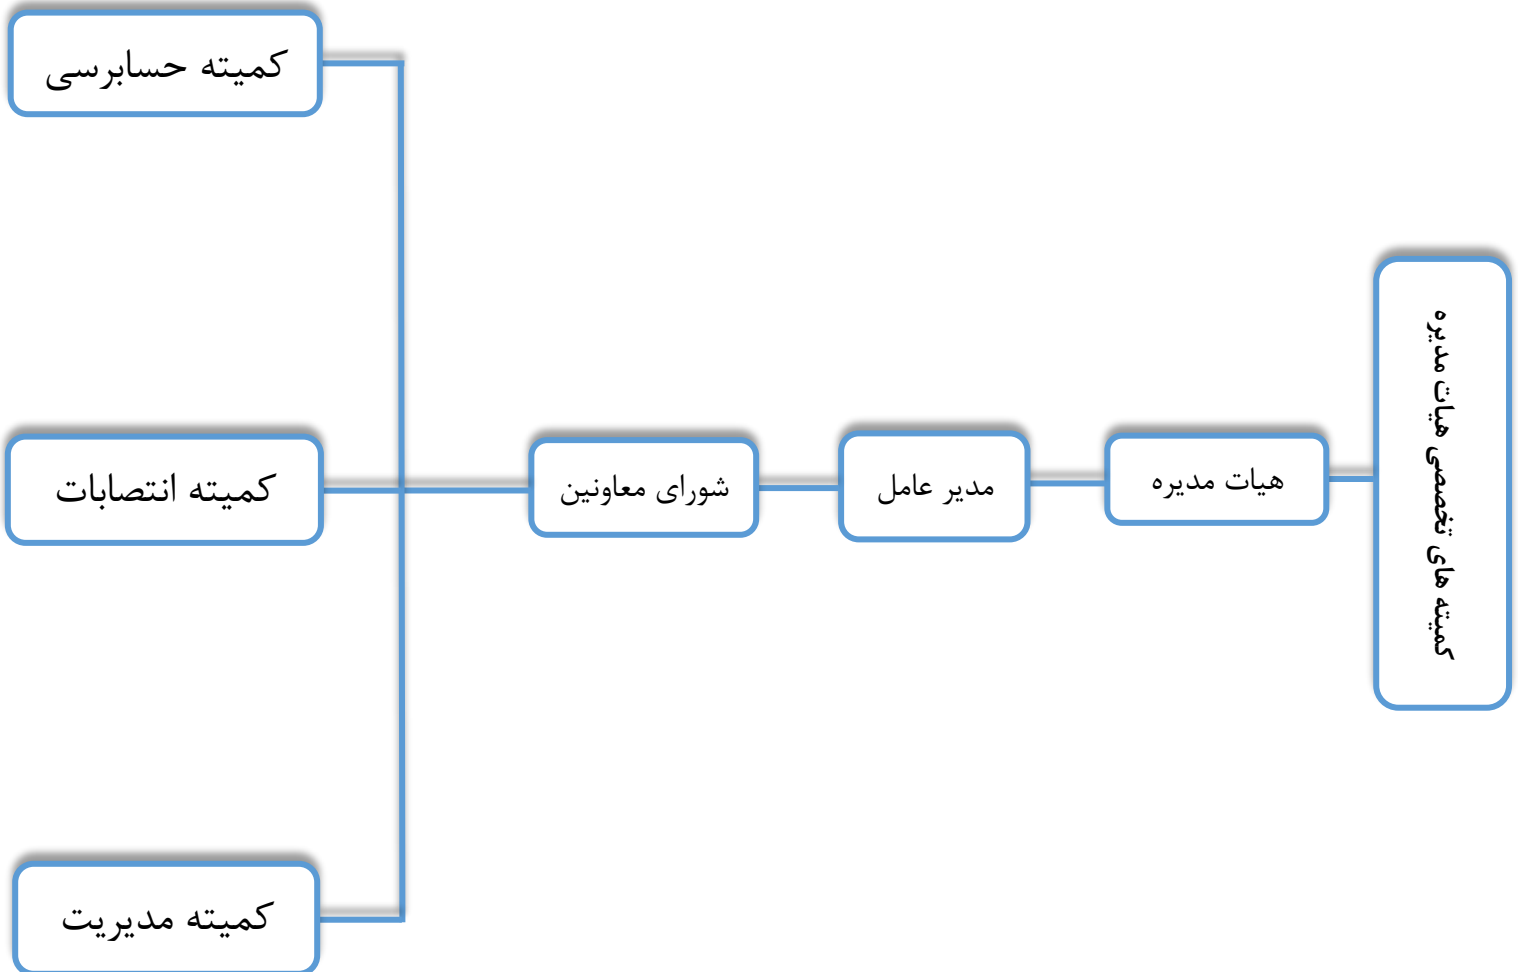 کمیته های تخصصی هیات مدیره
هیات مدیره
مدیر عامل
شورای معاونین
کمیته حسابرسی
کمیته انتصابات
کمیته مدیریت